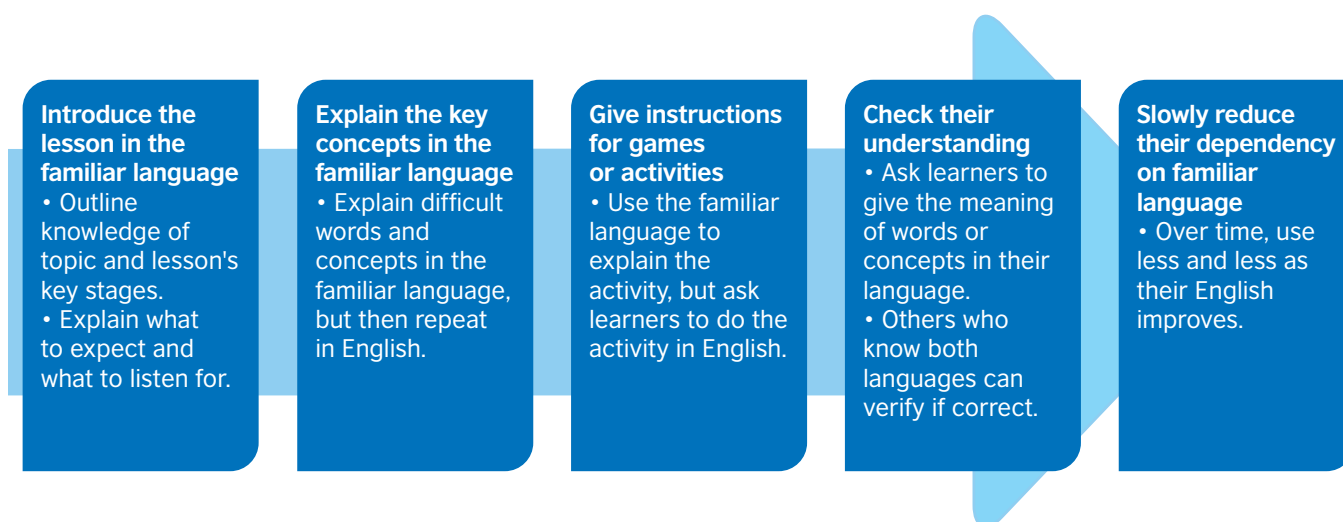 Introduce the
lesson in the
familiar language
• Outline
knowledge of
topic and lesson's
key stages.
• Explain what
to expect and
what to listen for.
Explain the key
concepts in the
familiar language
• Explain difficult
words and
concepts in the
familiar language,
but then repeat
in English.
Give instructions
for games
or activities
• Use the familiar
language to
explain the
activity, but ask
learners to do the
activity in English.
Check their
understanding
• Ask learners to
give the meaning
of words or
concepts in their
language.
• Others who
know both
languages can
verify if correct.
Slowly reduce
their dependency
on familiar
language
• Over time, use
less and less as
their English
improves.